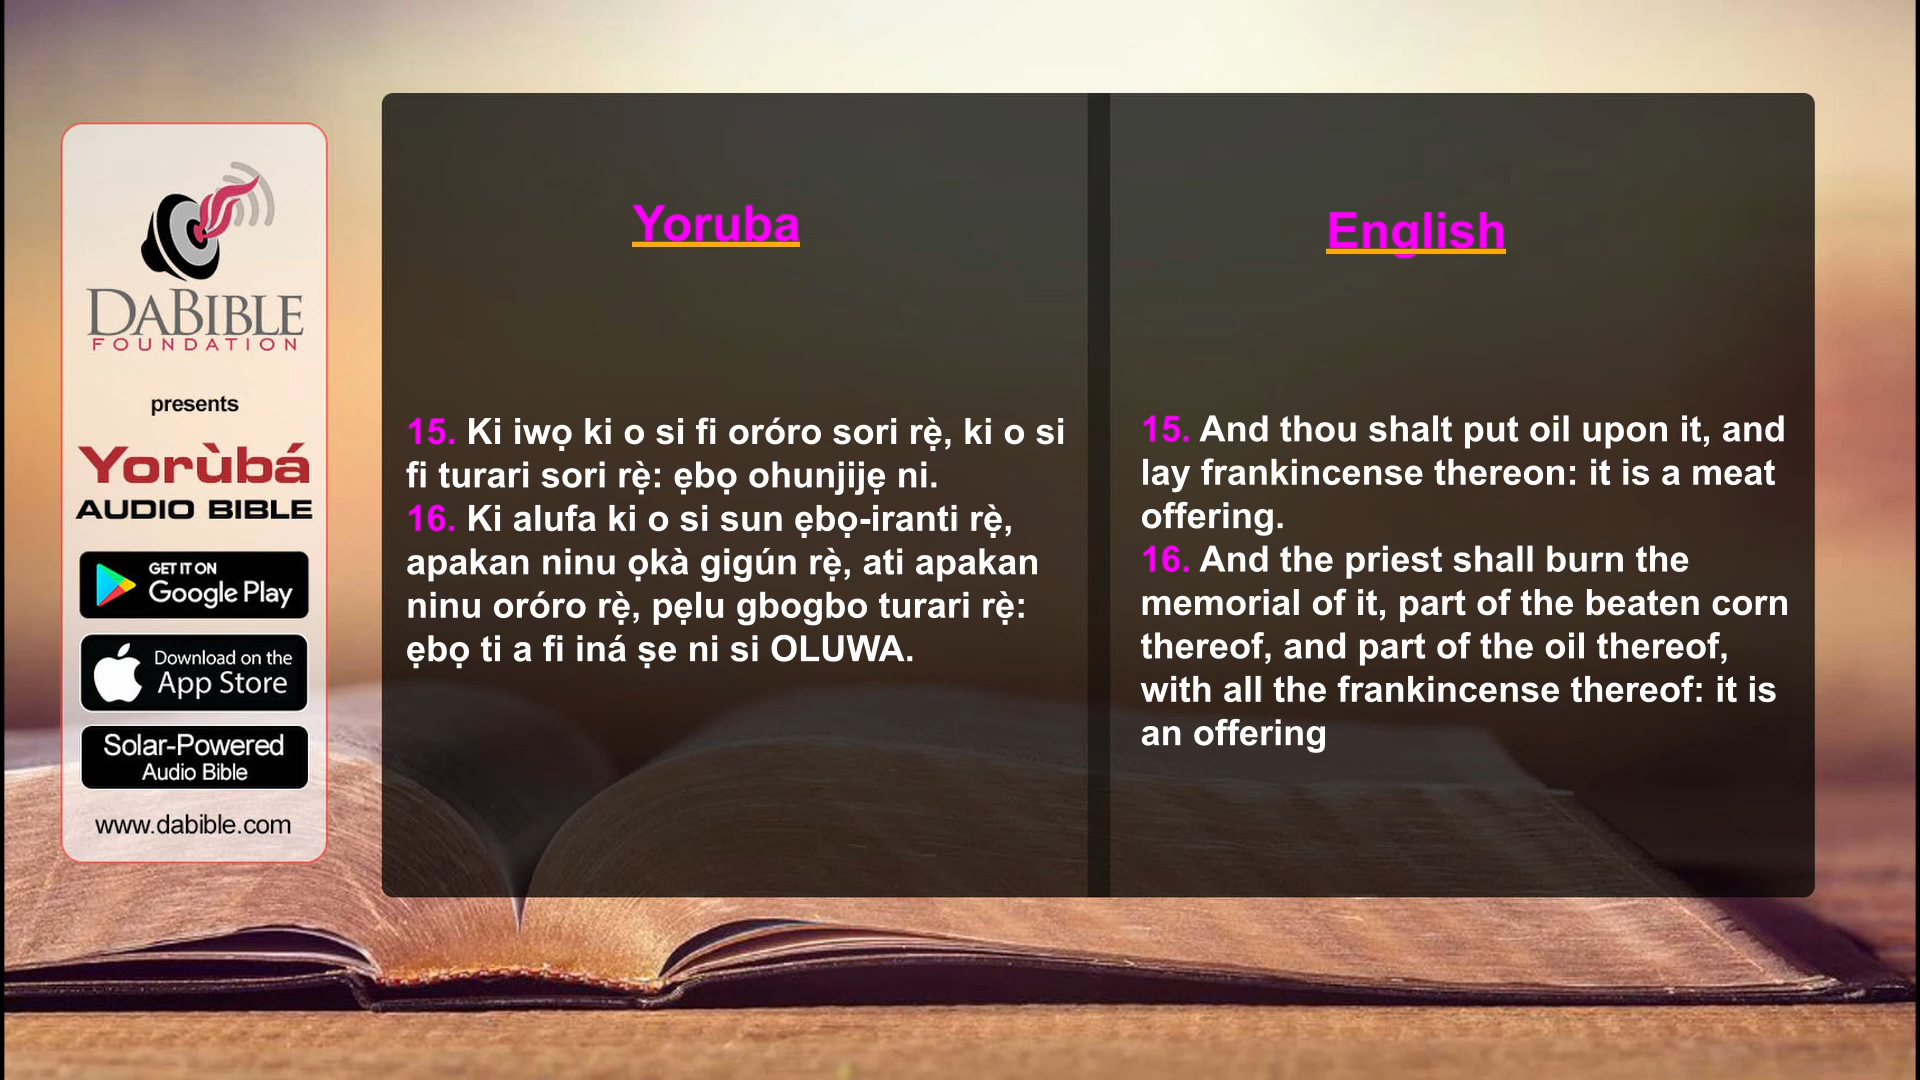 DABIBLE
FOUNDATION
presents
Yorùbá
AUDIO BIBLE
GET IT ON
Google Play
Download on the
App Store
Solar-Powered
Audio Bible
www.dabible.com
Yoruba
15. Ki iwọ ki o si fi oróro sori rẹ̀, ki o si
fi turari sori rẹ̀: ẹbọ ohunjijẹ ni.
16. Ki alufa ki o si sun ẹbọ-iranti rẹ̀,
apakan ninu ọkà gigún rẹ̀, ati apakan
ninu oróro rẹ̀, pẹlu gbogbo turari rẹ̀:
ẹbọ ti a fi iná ṣe ni si OLUWA.
English
15. And thou shalt put oil upon it, and
lay frankincense thereon: it is a meat
offering.
16. And the priest shall burn the
memorial of it, part of the beaten corn
thereof, and part of the oil thereof,
with all the frankincense thereof: it is
an offering